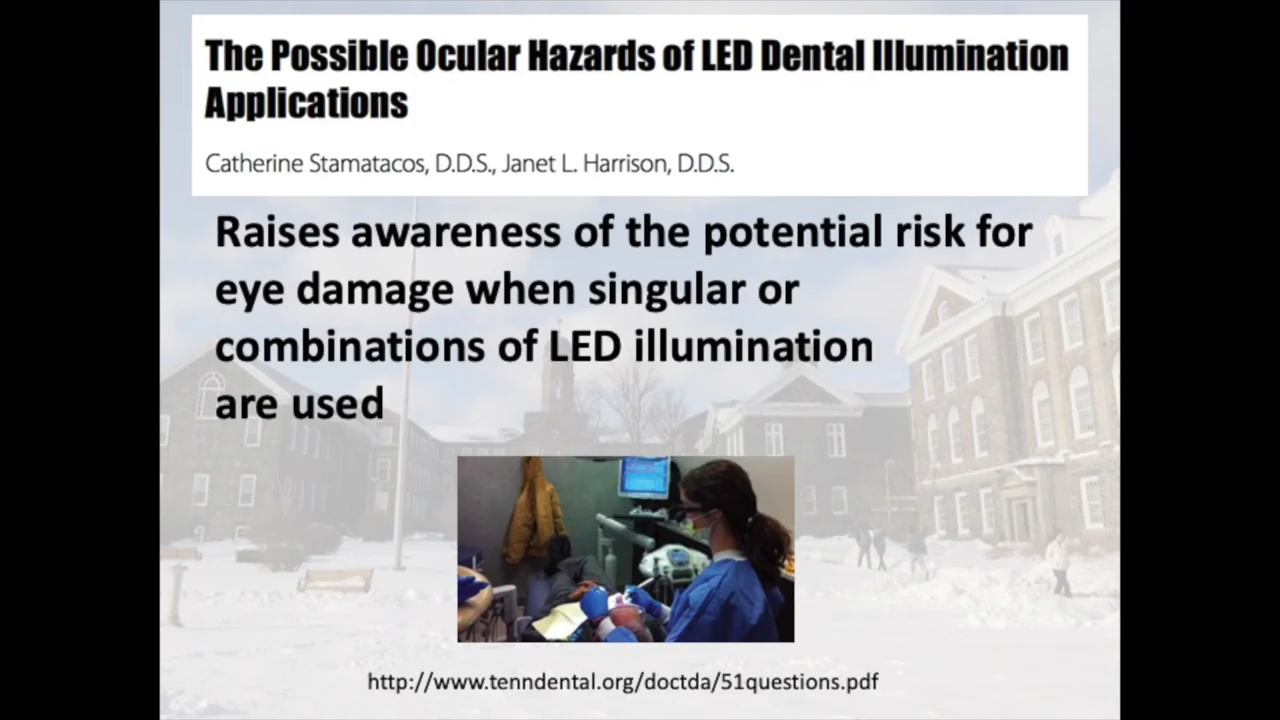 The Possible Ocular Hazards of LED Dental Illumination
Applications
Catherine Stamatacos, D.D.S., Janet L. Harrison, D.D.S.
Raises awareness of the potential risk for
eye damage when singular or
combinations of LED illumination
are used
http://www.tenndental.org/doctda/51questions.pdf